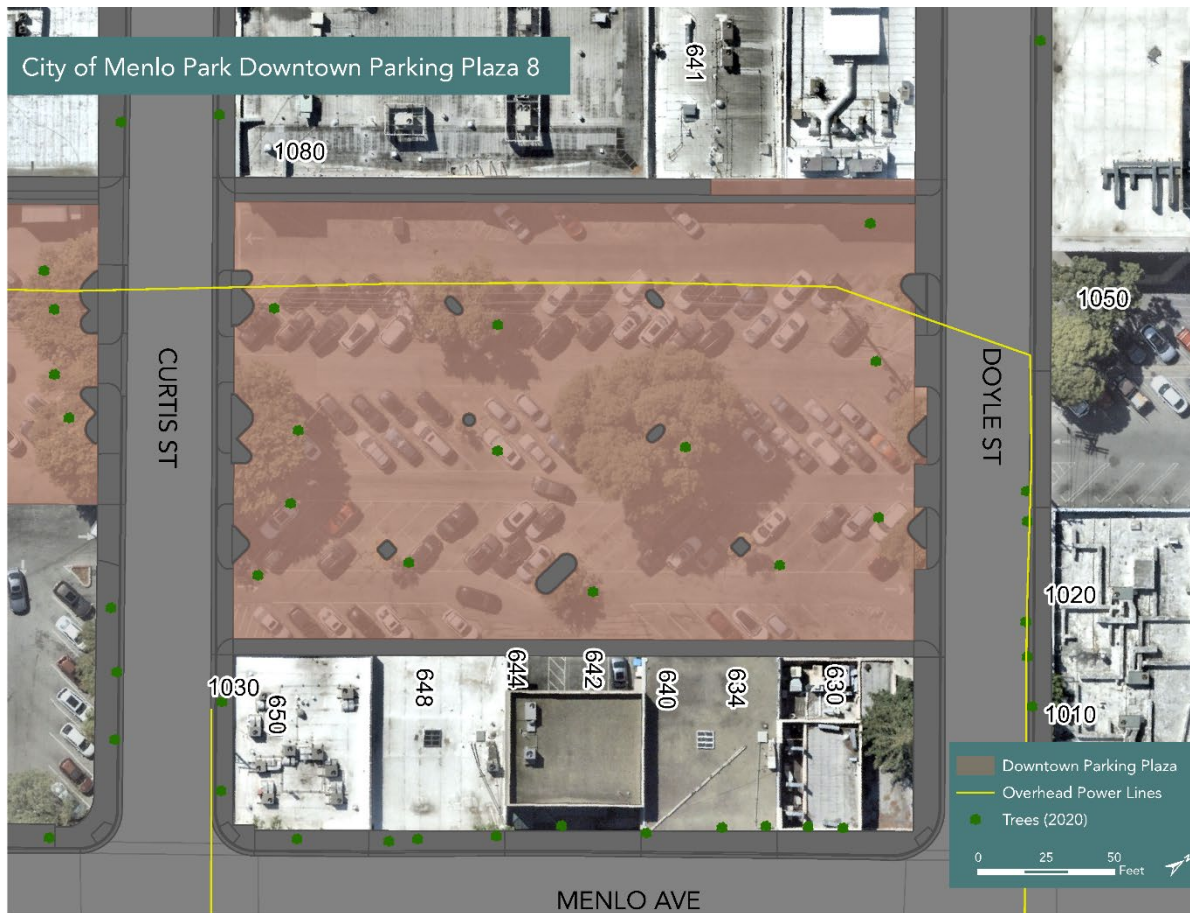 City of Menlo Park Downtown Parking Plaza 8
641
1080
1050
CURTIS ST
DOYLE ST
1030
650
648
644
642
640
634
630
1020
1010
Downtown Parking Plaza
Overhead Power Lines
Trees (2020)
0 25 50
Feet
MENLO AVE